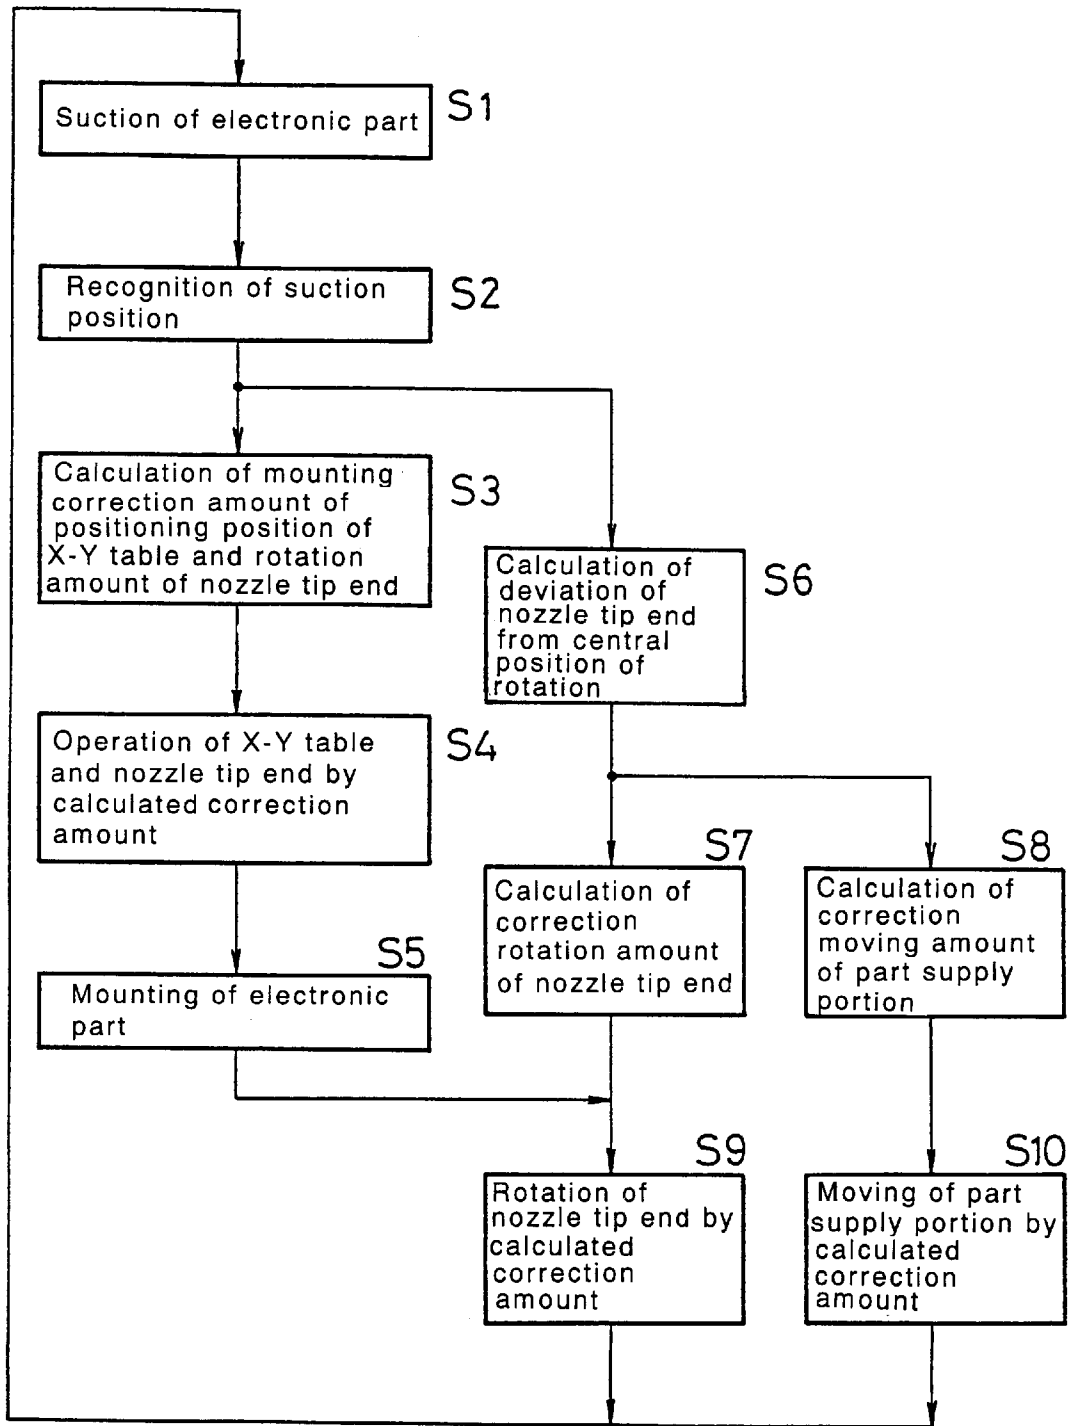 Suction of electronic part
S1
Recognition of suction
position
S2
Calculation of mounting
correction amount of
positioning position of
X-Y table and rotation
amount of nozzle tip end
S3
Calculation of
deviation of
nozzle tip end
from central
position of
rotation
S6
Operation of X-Y table
and nozzle tip end by
calculated correction
amount
S4
S7
Calculation of
correction
rotation amount
of nozzle tip end
S8
Calculation of
correction
moving amount
of part supply
portion
S5
Mounting of electronic
part
S9
Rotation of
nozzle tip end by
calculated
correction
amount
S10
Moving of part
supply portion by
calculated
correction
amount